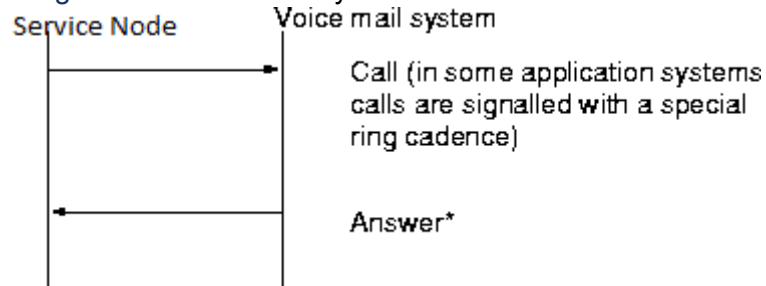 Service Node
Voice mail system
Call (in some application systems
calls are signalled with a special
ring cadence)
Answer*